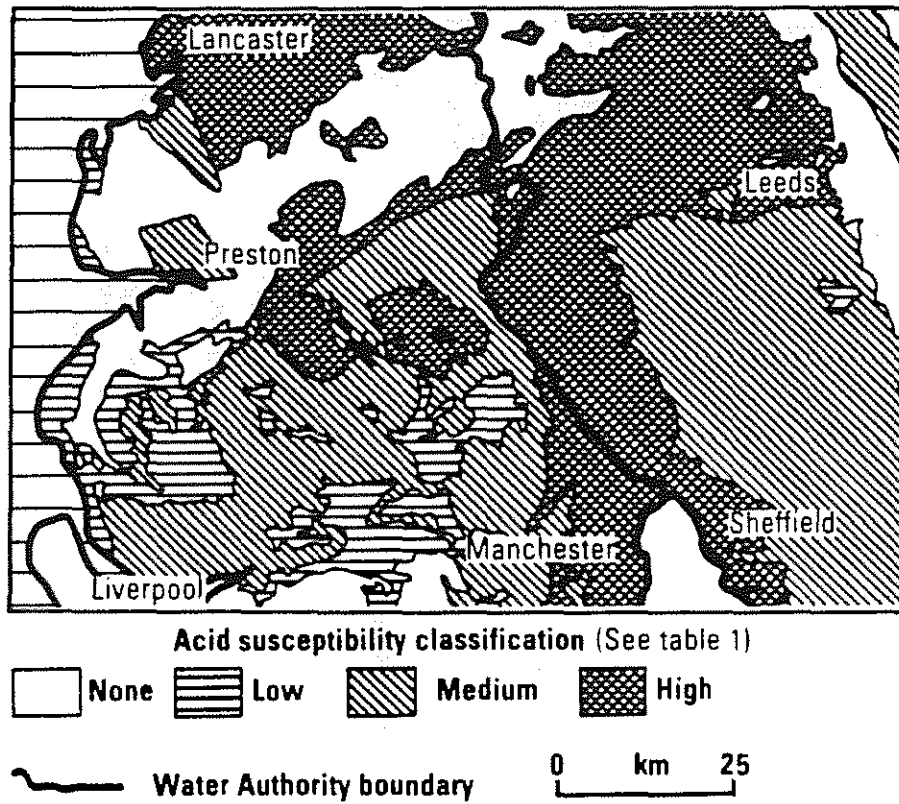 Lancaster
Leeds
Preston
Sheffield
Manchester
Liverpool
Acid susceptibility classification (See table 1)
None Low Medium High
Water Authority boundary 0 km 25